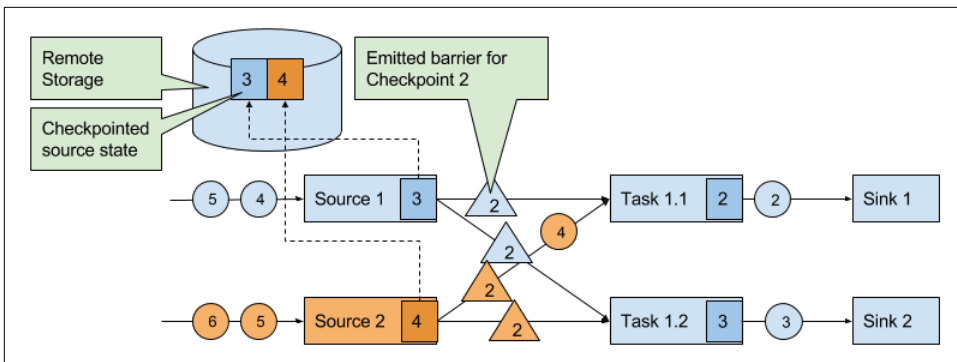 Remote
Storage
3 4
Emitted barrier for
Checkpoint 2
Checkpointed
source state
5 4 Source 1 3 2 Task 1.1 2 2 Sink 1
4
2
2
6 5 Source 2 4 2 Task 1.2 3 3 Sink 2